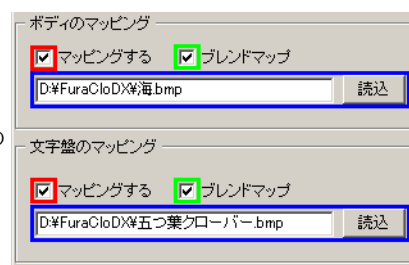 ボディのマッピング
マッピングする ブレンドマップ
D:¥FuraCloDX¥海.bmp 読込
文字盤のマッピング
マッピングする ブレンドマップ
D:¥FuraCloDX¥五つ葉クローバー.bmp 読込